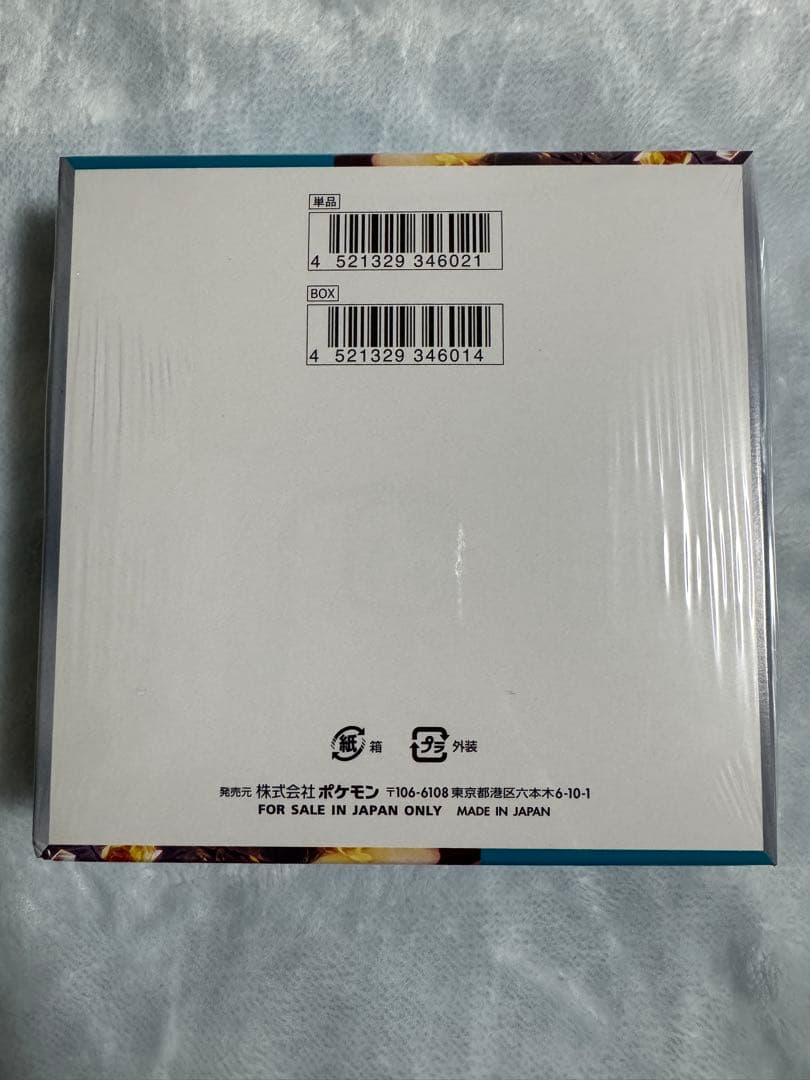 単品
4 521329 346021
BOX
4 521329 346014
紙 箱 プラ 外装
発売元 株式会社 ポケモン 〒106-6108 東京都港区六本木6-10-1
FOR SALE IN JAPAN ONLY MADE IN JAPAN